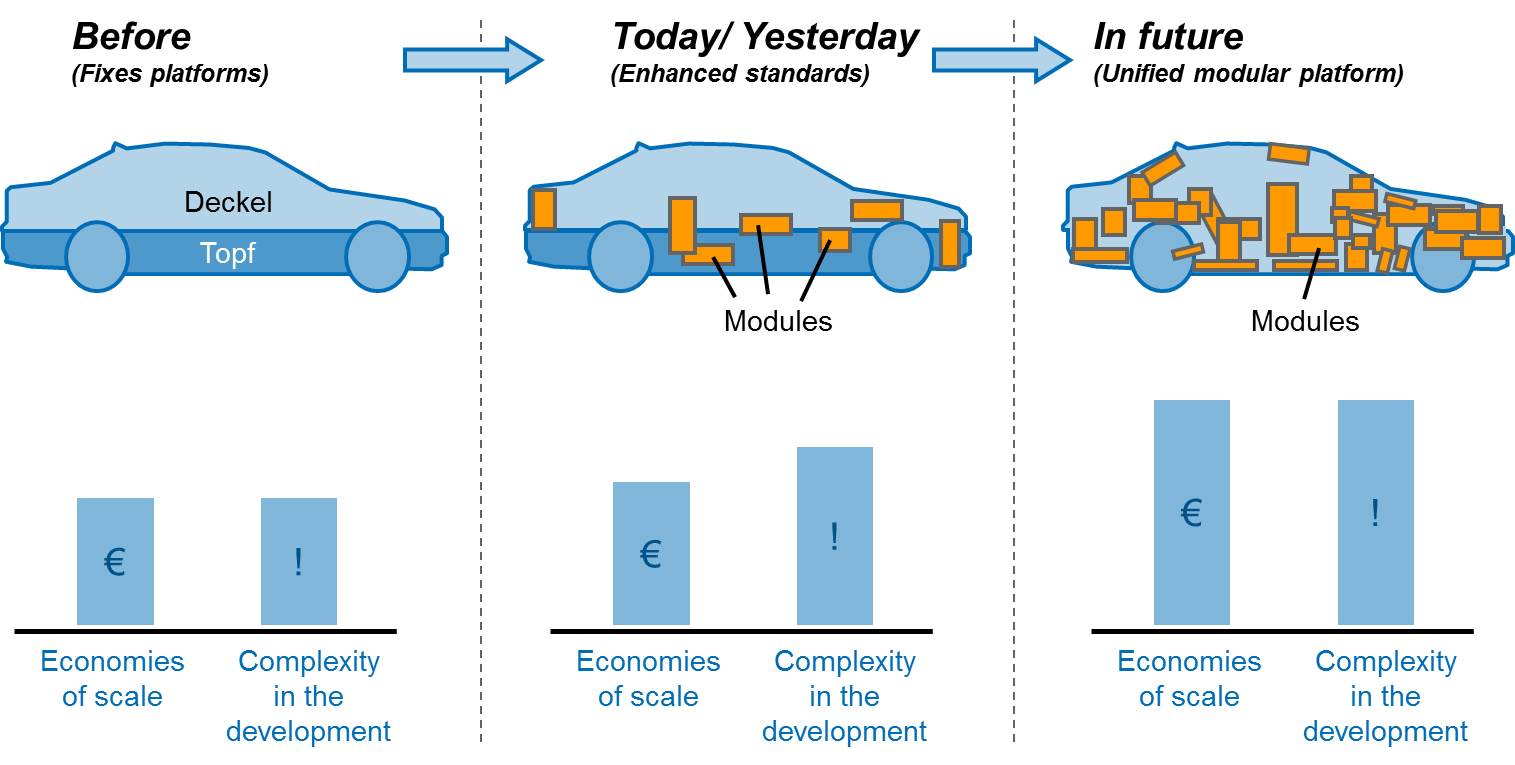 Before
(Fixes platforms)
Today/ Yesterday
(Enhanced standards)
In future
(Unified modular platform)
Deckel
Topf
Modules
Modules
€
!
€
!
€
!
Economies
of scale
Complexity
in the
development
Economies
of scale
Complexity
in the
development
Economies
of scale
Complexity
in the
development